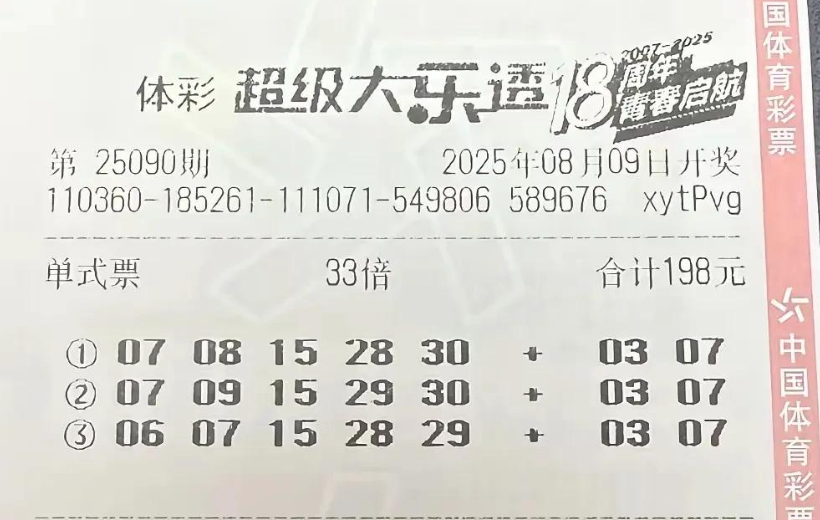 2007-2025
体彩 超级大乐透 18 周年
青春启航
第 25090期 2025年08月09日开奖
110360-185261-111071-549806 589676 xytPvg
单式票 33倍 合计198元
① 07 08 15 28 30 + 03 07
② 07 09 15 29 30 + 03 07
③ 06 07 15 28 29 + 03 07
国体育彩票
中国体育彩票